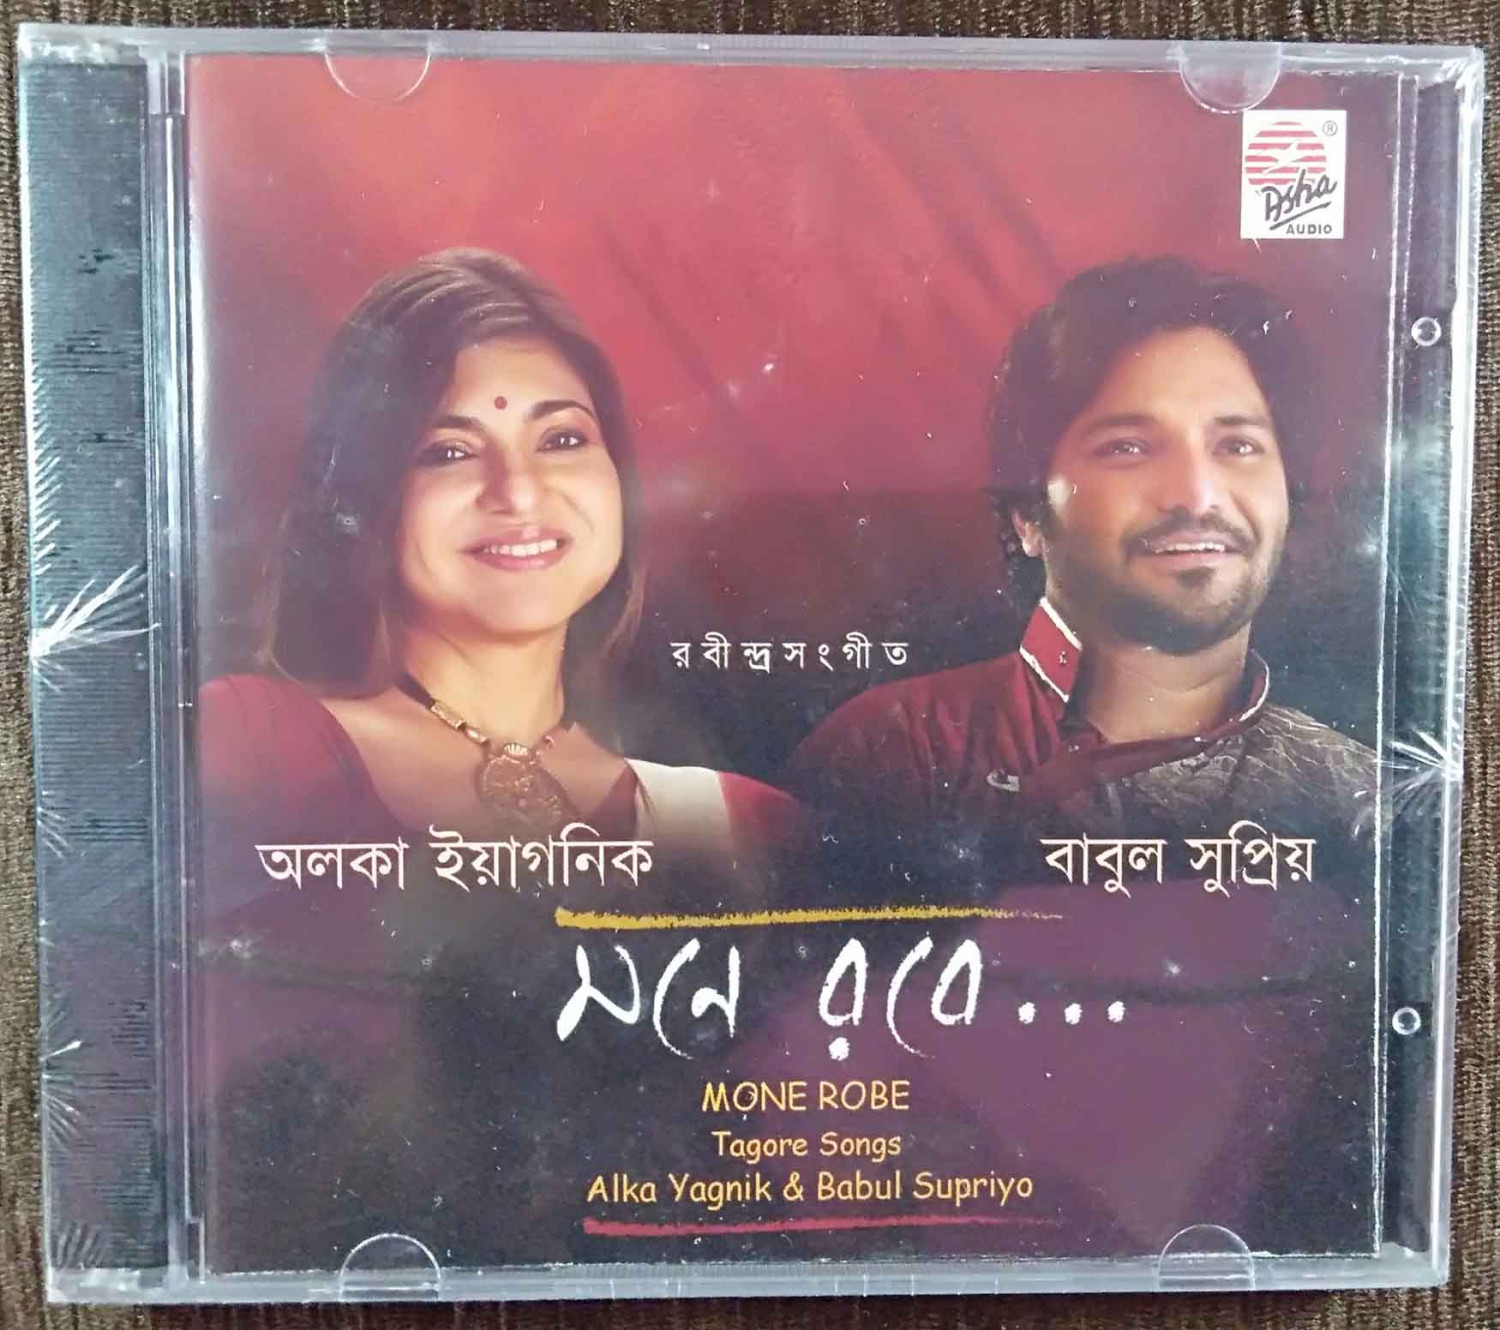 Asha ®
AUDIO
রবীন্দ্রসংগীত
অলকা ইয়াগনিক
বাবুল সুপ্রিয়
মনে রবে...
MONE ROBE
Tagore Songs
Alka Yagnik & Babul Supriyo